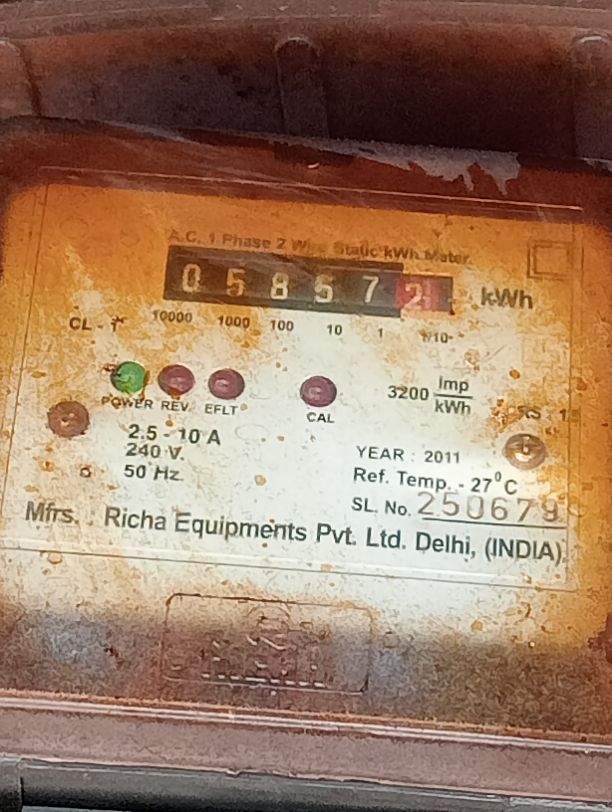 A.C. 1 Phase 2 Wire Static kWh Meter.
0 5 8 6 7 2 kWh
CL - 1 10000 1000 100 10 1 1/10
POWER REV. EFLT CAL
3200 imp/kWh
2.5 - 10 A
240 V.
50 Hz.
YEAR : 2011
Ref. Temp. - 27⁰C
SL. No. 250679
Mfrs. : Richa Equipments Pvt. Ltd. Delhi, (INDIA)